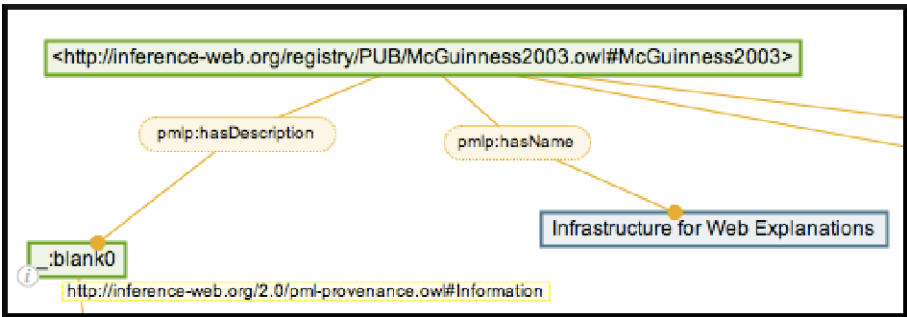 <http://inference-web.org/registry/PUB/McGuinness2003.owl#McGuinness2003>
pmlp:hasDescription
pmlp:hasName
Infrastructure for Web Explanations
_:blank0
i
http://inference-web.org/2.0/pml-provenance.owl#Information